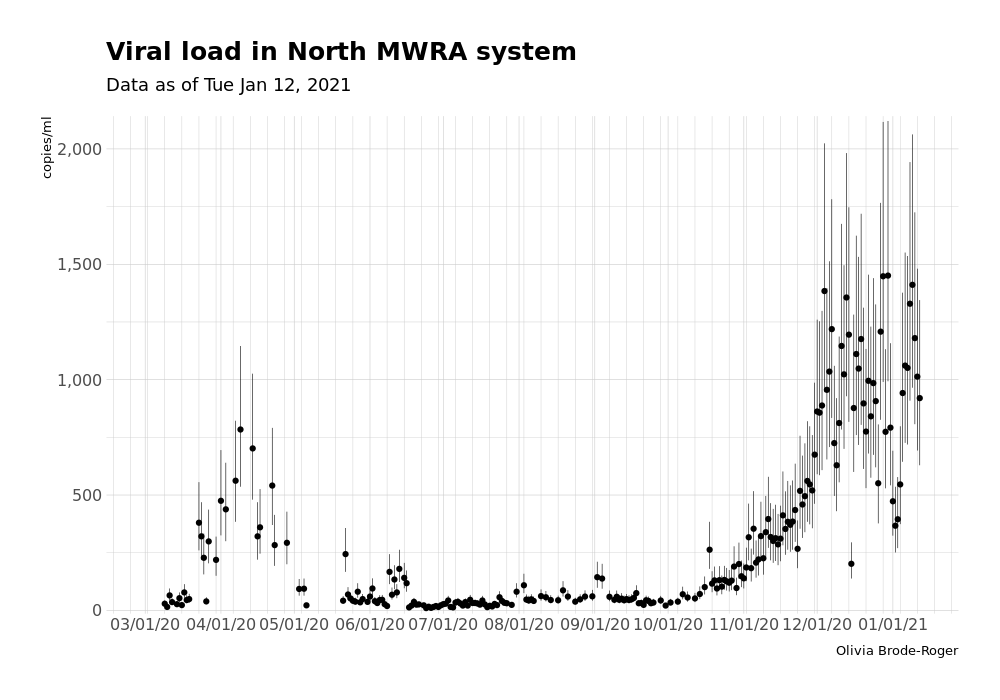 Viral load in North MWRA system
Data as of Tue Jan 12, 2021
copies/ml
2,000
1,500
1,000
500
0
03/01/20 04/01/20 05/01/20 06/01/20 07/01/20 08/01/20 09/01/20 10/01/20 11/01/20 12/01/20 01/01/21
Olivia Brode-Roger